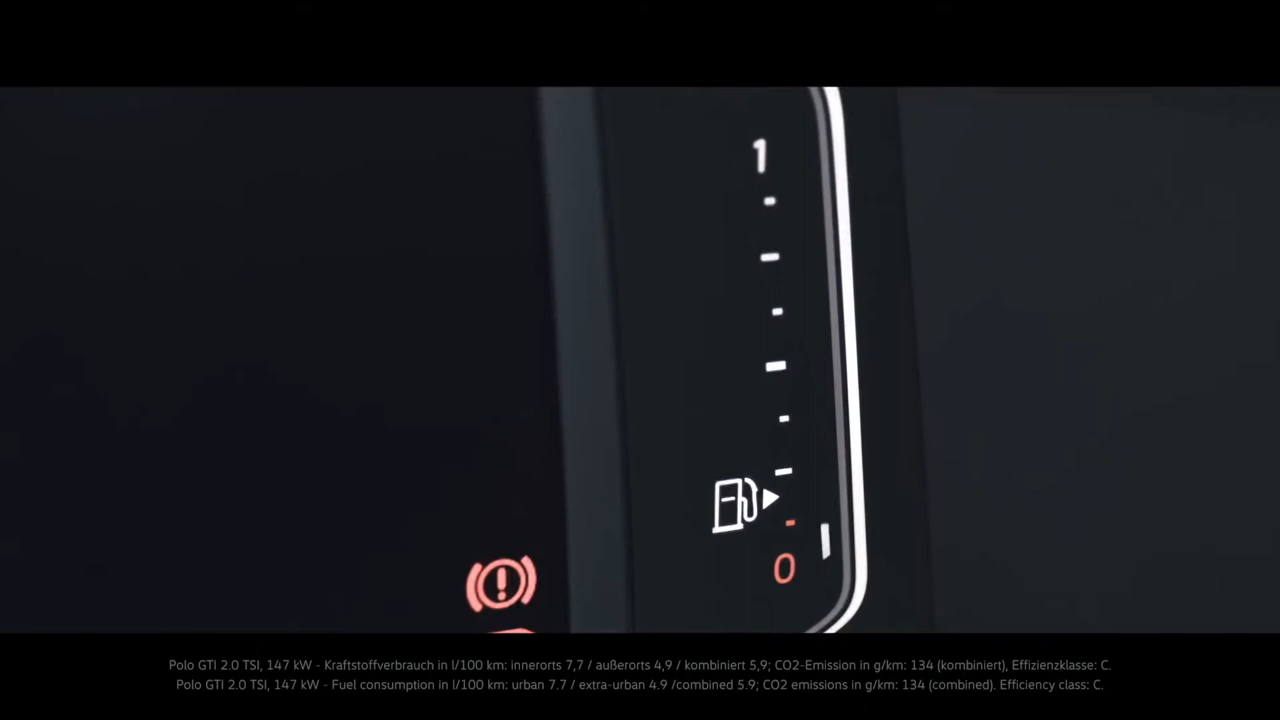 1
0
Polo GTI 2.0 TSI, 147 kW - Kraftstoffverbrauch in l/100 km: innerorts 7,7 / außerorts 4,9 / kombiniert 5,9; CO2-Emission in g/km: 134 (kombiniert), Effizienzklasse: C.
Polo GTI 2.0 TSI, 147 kW - Fuel consumption in l/100 km: urban 7.7 / extra-urban 4.9 /combined 5.9; CO2 emissions in g/km: 134 (combined). Efficiency class: C.